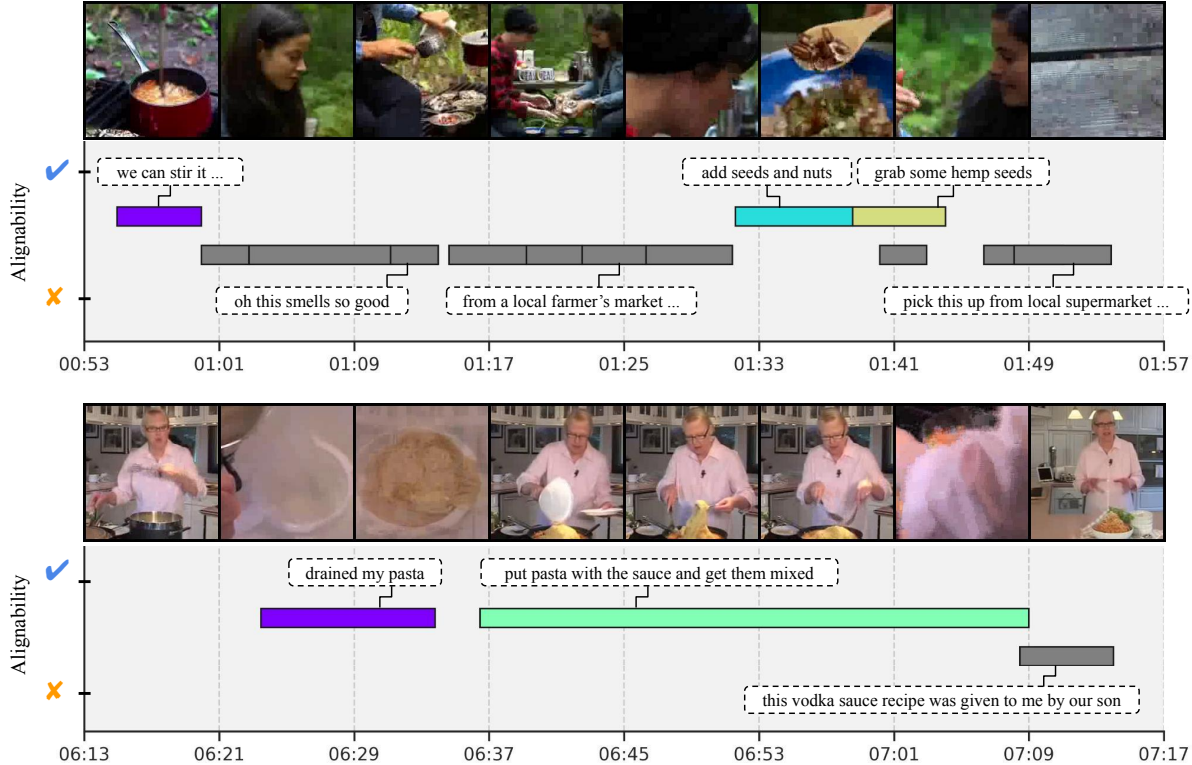 Alignability
✔
we can stir it ...
add seeds and nuts
grab some hemp seeds
✘
oh this smells so good
from a local farmer’s market ...
pick this up from local supermarket ...
00:53 01:01 01:09 01:17 01:25 01:33 01:41 01:49 01:57
Alignability
✔
drained my pasta
put pasta with the sauce and get them mixed
✘
this vodka sauce recipe was given to me by our son
06:13 06:21 06:29 06:37 06:45 06:53 07:01 07:09 07:17